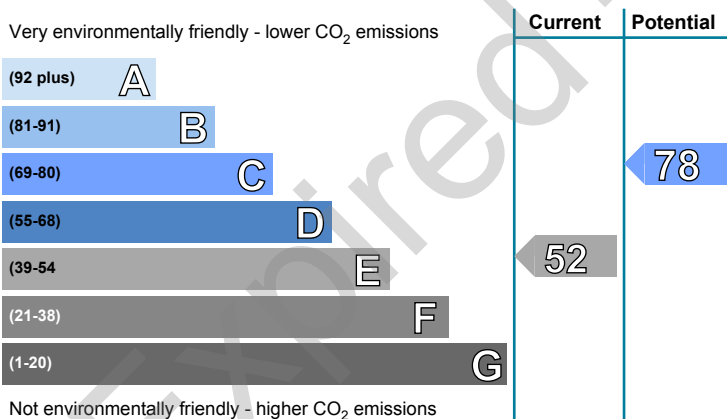 Current Potential
Very environmentally friendly - lower CO2 emissions
(92 plus) A
(81-91) B
(69-80) C
78
(55-68) D
(39-54 E
52
(21-38) F
(1-20) G
Not environmentally friendly - higher CO2 emissions
Expired